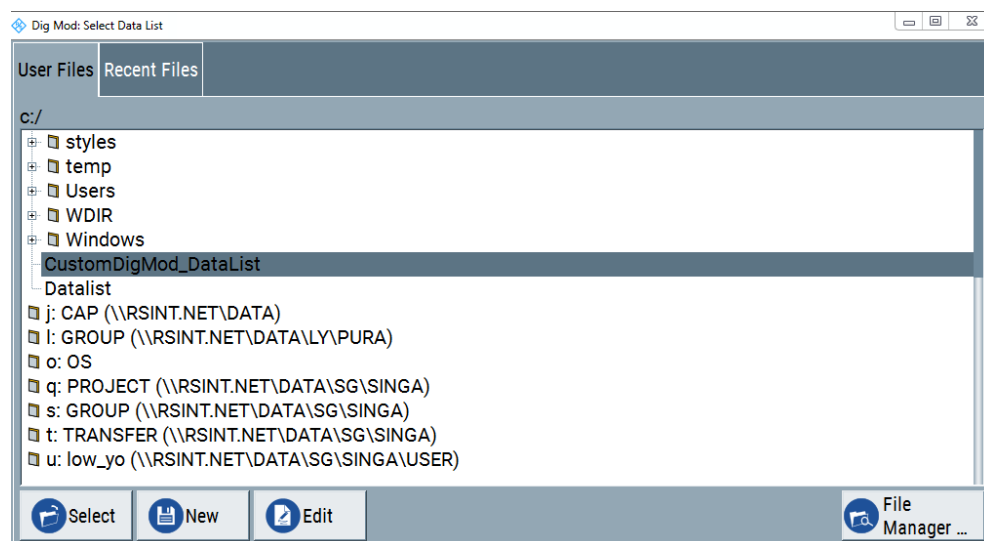 Dig Mod: Select Data List
User Files Recent Files
c:/
styles
temp
Users
WDIR
Windows
CustomDigMod_DataList
Datalist
j: CAP (\\RSINT.NET\DATA)
l: GROUP (\\RSINT.NET\DATA\LY\PURA)
o: OS
q: PROJECT (\\RSINT.NET\DATA\SG\SINGA)
s: GROUP (\\RSINT.NET\DATA\SG\SINGA)
t: TRANSFER (\\RSINT.NET\DATA\SG\SINGA)
u: low_yo (\\RSINT.NET\DATA\SG\SINGA\USER)
Select New Edit File
Manager ...